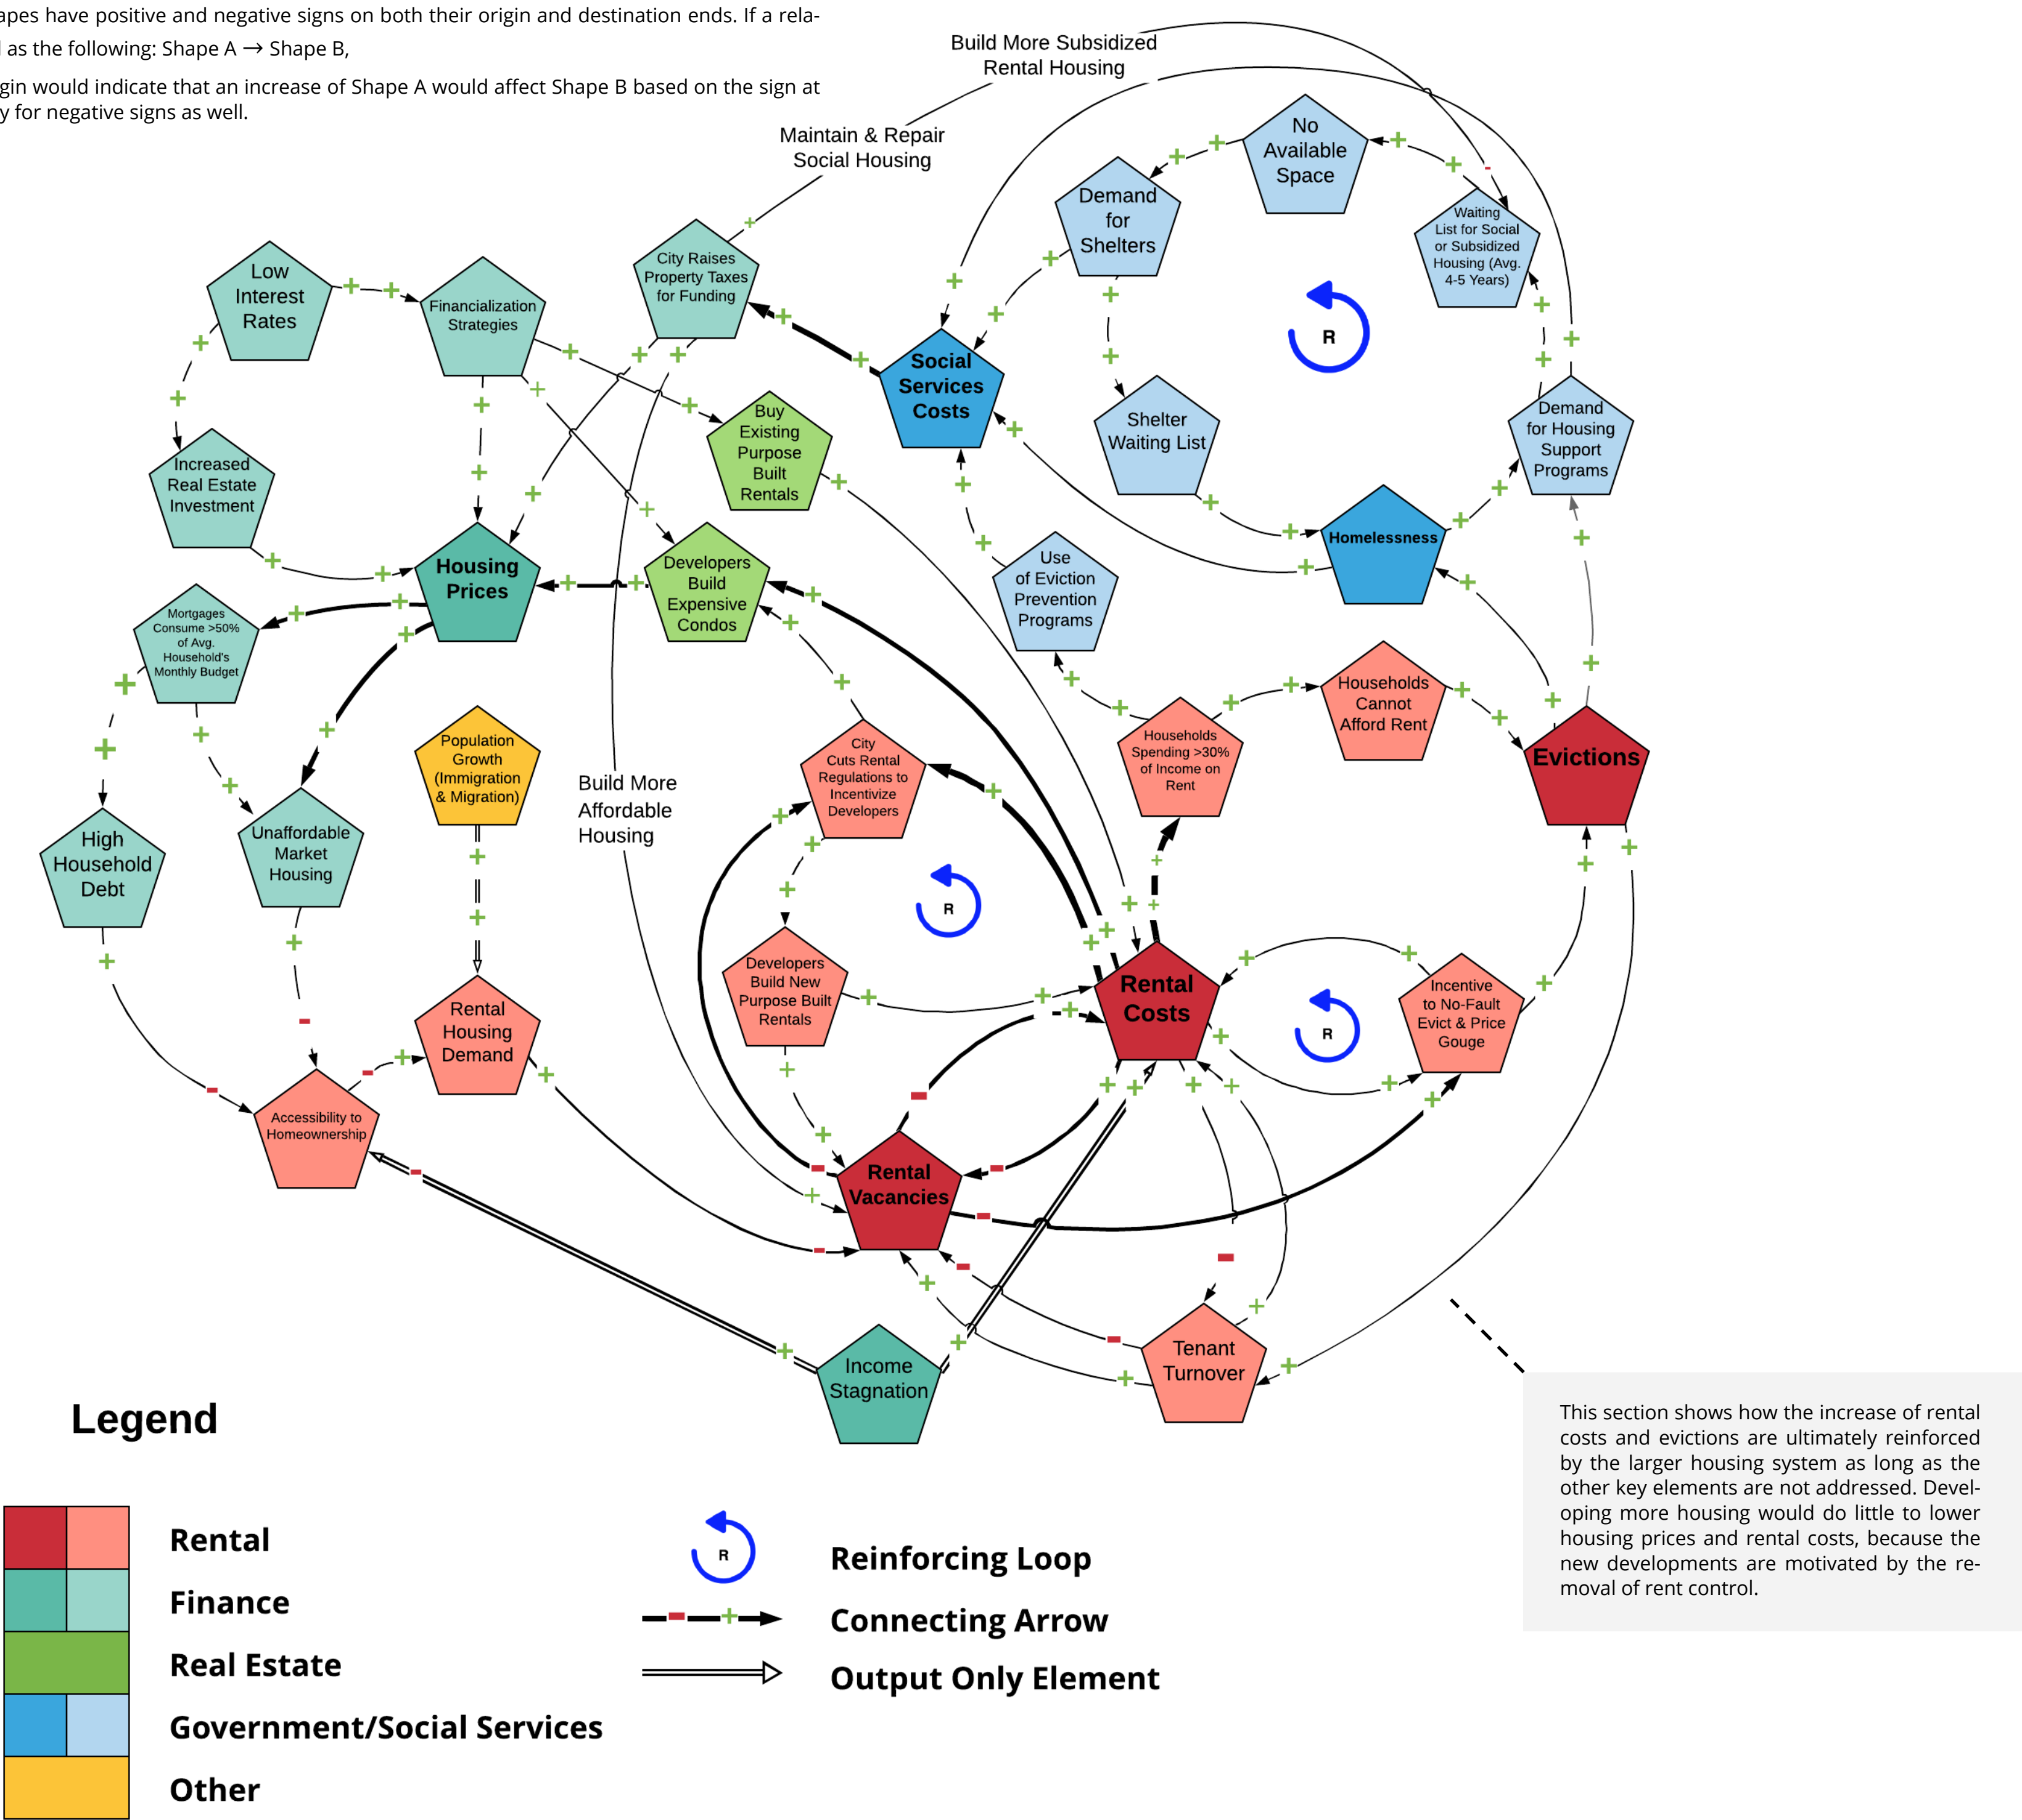 apes have positive and negative signs on both their origin and destination ends. If a rela-
as the following: Shape A → Shape B,
gin would indicate that an increase of Shape A would affect Shape B based on the sign at
y for negative signs as well.
Build More Subsidized
Rental Housing
Maintain & Repair
Social Housing
No
Available
Space
Demand
for
Shelters
Waiting
List for Social
or Subsidized
Housing (Avg.
4-5 Years)
City Raises
Property Taxes
for Funding
Low
Interest
Rates
Financialization
Strategies
R
Social
Services
Costs
Buy
Existing
Purpose
Built
Rentals
Shelter
Waiting List
Demand
for Housing
Support
Programs
Increased
Real Estate
Investment
Homelessness
Housing
Prices
Developers
Build
Expensive
Condos
Use
of Eviction
Prevention
Programs
Mortgages
Consume >50%
of Avg.
Household's
Monthly Budget
Households
Cannot
Afford Rent
Population
Growth
(Immigration
& Migration)
City
Cuts Rental
Regulations to
Incentivize
Developers
Households
Spending >30%
of Income on
Rent
Evictions
Build More
Affordable
Housing
High
Household
Debt
Unaffordable
Market
Housing
R
Developers
Build New
Purpose Built
Rentals
Rental
Costs
Incentive
to No-Fault
Evict & Price
Gouge
R
Rental
Housing
Demand
Accessibility to
Homeownership
Rental
Vacancies
Income
Stagnation
Tenant
Turnover
This section shows how the increase of rental
costs and evictions are ultimately reinforced
by the larger housing system as long as the
other key elements are not addressed. Devel-
oping more housing would do little to lower
housing prices and rental costs, because the
new developments are motivated by the re-
moval of rent control.
Legend
Rental
Finance
Real Estate
Government/Social Services
Other
R
Reinforcing Loop
Connecting Arrow
Output Only Element